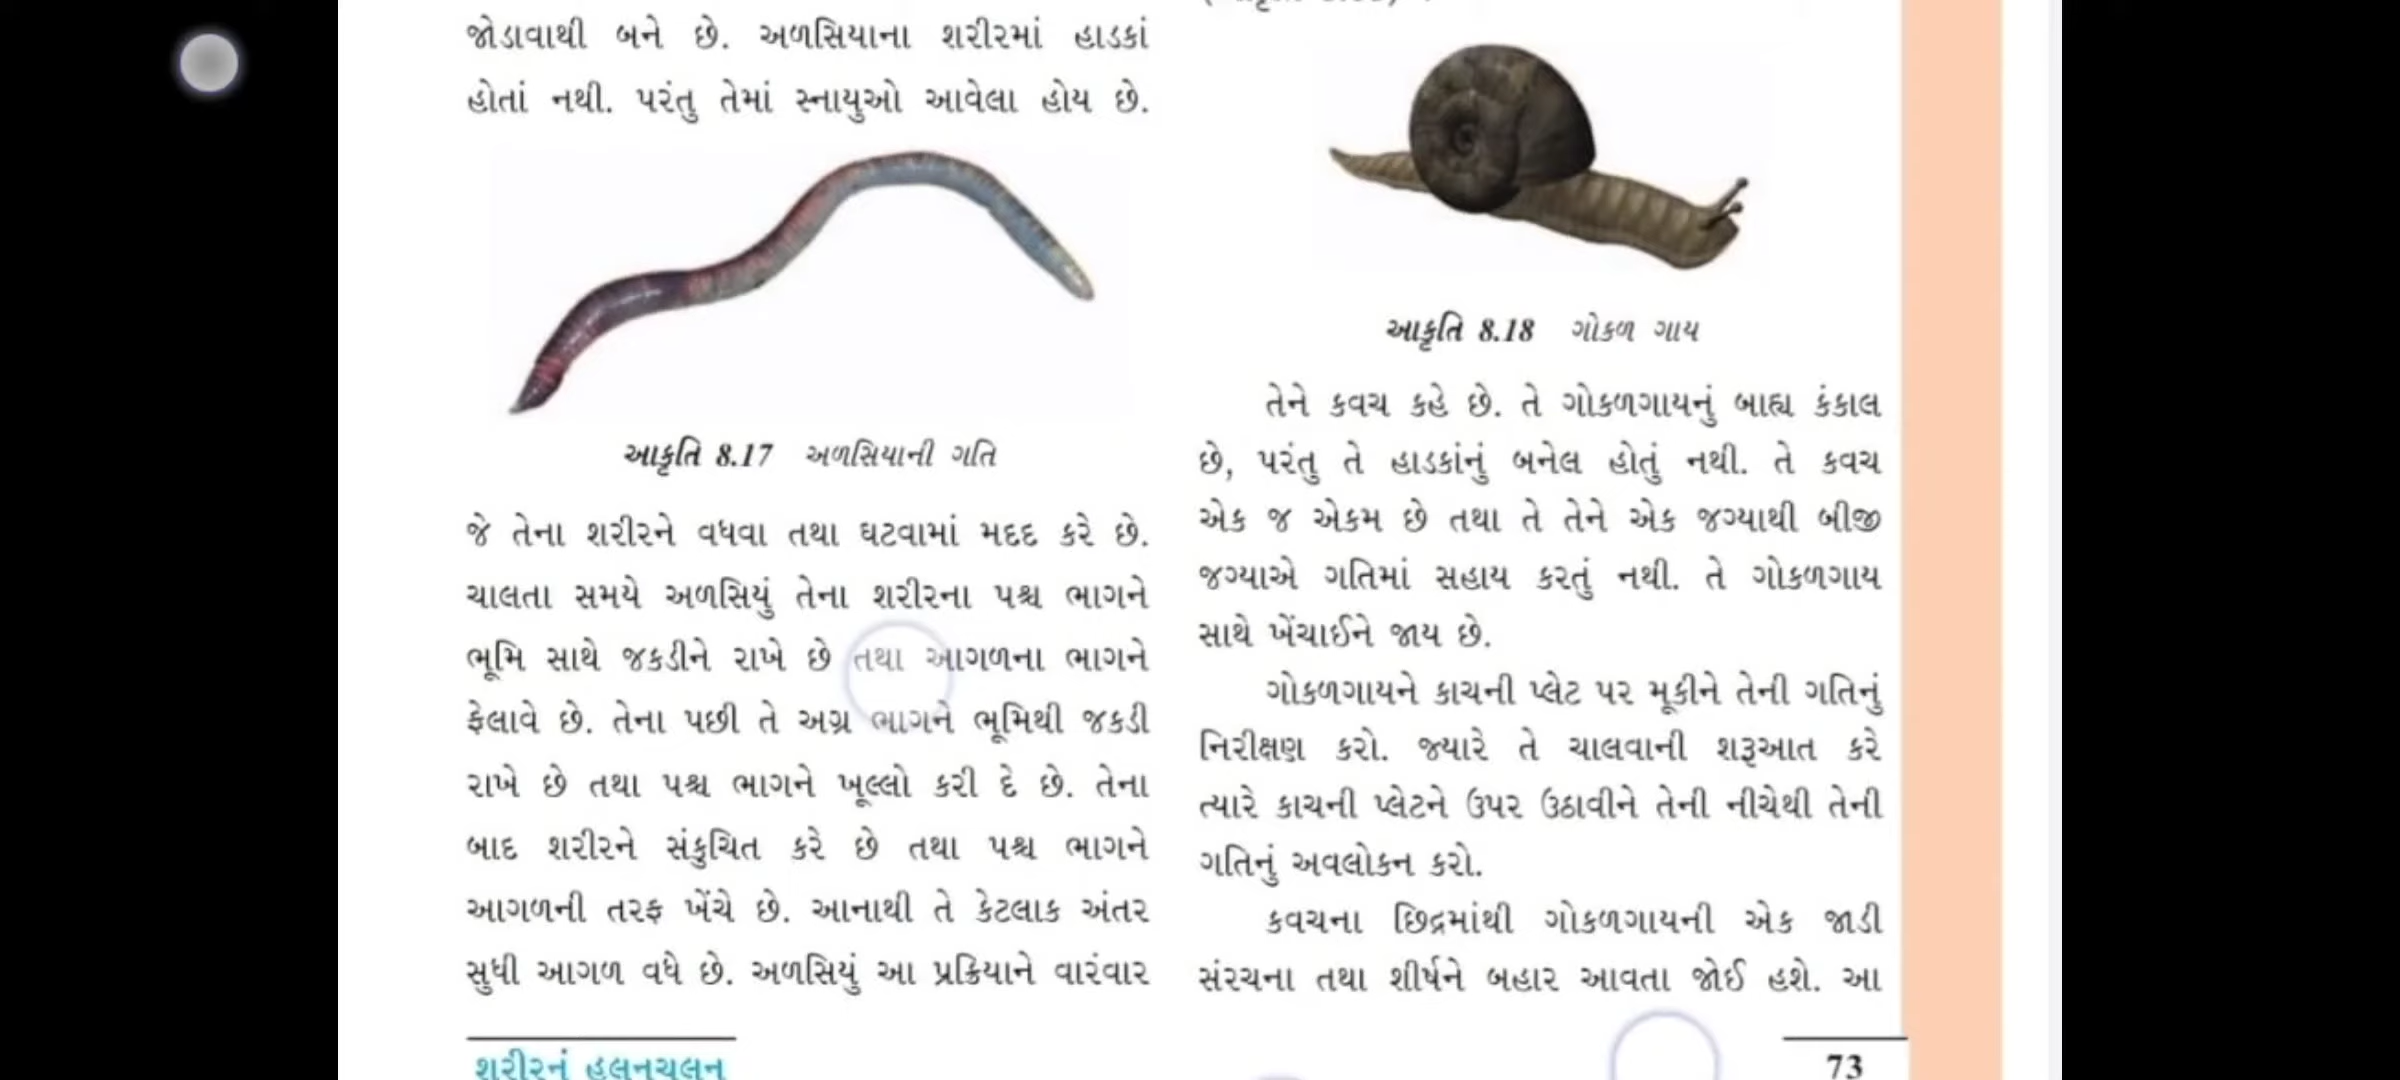 જોડાવાથી બને છે. અળસિયાના શરીરમાં હાડકાં
હોતાં નથી. પરંતુ તેમાં સ્નાયુઓ આવેલા હોય છે.
આકૃતિ 8.17 અળસિયાની ગતિ
જે તેના શરીરને વધવા તથા ઘટવામાં મદદ કરે છે.
ચાલતા સમયે અળસિયું તેના શરીરના પશ્ચ ભાગને
ભૂમિ સાથે જકડીને રાખે છે તથા આગળના ભાગને
ફેલાવે છે. તેના પછી તે અગ્ર ભાગને ભૂમિથી જકડી
રાખે છે તથા પશ્ચ ભાગને ખૂલ્લો કરી દે છે. તેના
બાદ શરીરને સંકુચિત કરે છે તથા પશ્ચ ભાગને
આગળની તરફ ખેંચે છે. આનાથી તે કેટલાક અંતર
સુધી આગળ વધે છે. અળસિયું આ પ્રક્રિયાને વારંવાર
આકૃતિ 8.18 ગોકળ ગાય
તેને કવચ કહે છે. તે ગોકળગાયનું બાહ્ય કંકાલ
છે, પરંતુ તે હાડકાંનું બનેલ હોતું નથી. તે કવચ
એક જ એકમ છે તથા તે તેને એક જગ્યાથી બીજી
જગ્યાએ ગતિમાં સહાય કરતું નથી. તે ગોકળગાય
સાથે ખેંચાઈને જાય છે.
ગોકળગાયને કાચની પ્લેટ પર મૂકીને તેની ગતિનું
નિરીક્ષણ કરો. જ્યારે તે ચાલવાની શરૂઆત કરે
ત્યારે કાચની પ્લેટને ઉપર ઉઠાવીને તેની નીચેથી તેની
ગતિનું અવલોકન કરો.
કવચના છિદ્રમાંથી ગોકળગાયની એક જાડી
સંરચના તથા શીર્ષને બહાર આવતા જોઈ હશે. આ
શરીરનું હલનચલન
73